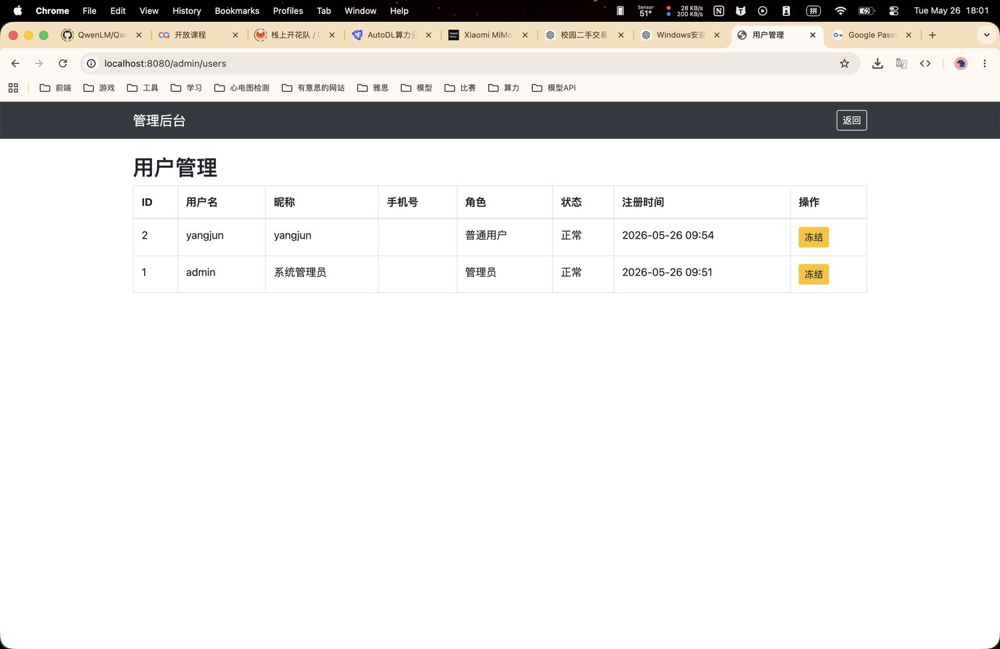 Chrome File Edit View History Bookmarks Profiles Tab Window Help Sensor 51° 28 KB/s 200 KB/s 拼 Tue May 26 18:01
QwenLM/Qw 开放课程 栈上开花队 / AutoDL算力云 Xiaomi MiMo 校园二手交易 Windows安装 用户管理 Google Pass
localhost:8080/admin/users
前端 游戏 工具 学习 心电图检测 有意思的网站 雅思 模型 比赛 算力 模型API
管理后台 返回
用户管理
ID 用户名 昵称 手机号 角色 状态 注册时间 操作
2 yangjun yangjun 普通用户 正常 2026-05-26 09:54 冻结
1 admin 系统管理员 管理员 正常 2026-05-26 09:51 冻结